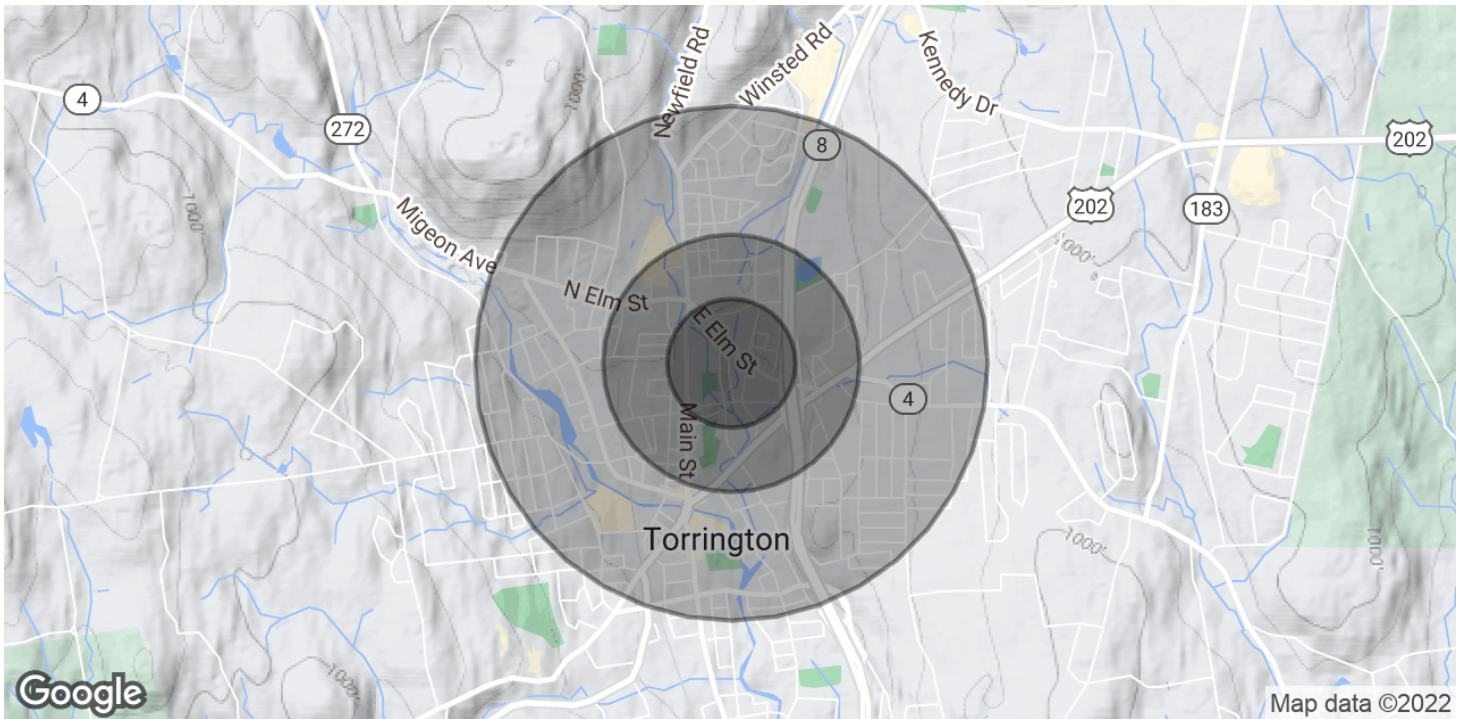 Newfield Rd
Winsted Rd
Kennedy Dr
4
272
8
202
202
183
1000'
1000'
1000'
Migeon Ave
N Elm St
E Elm St
4
Main St
Torrington
1000'
1000'
1000'
Google
Map data ©2022